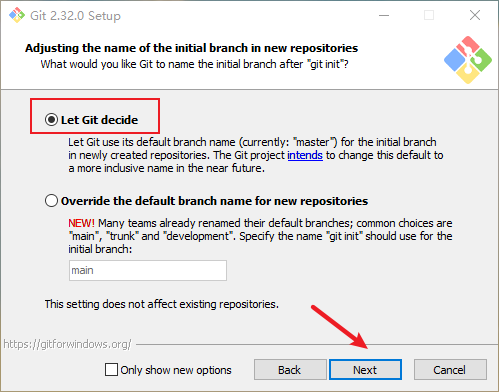 Git 2.32.0 Setup
Adjusting the name of the initial branch in new repositories
What would you like Git to name the initial branch after "git init"?
Let Git decide
Let Git use its default branch name (currently: "master") for the initial branch
in newly created repositories. The Git project intends to change this default to
a more inclusive name in the near future.
Override the default branch name for new repositories
NEW! Many teams already renamed their default branches; common choices are
"main", "trunk" and "development". Specify the name "git init" should use for the
initial branch:
main
This setting does not affect existing repositories.
https://gitforwindows.org/
Only show new options
Back
Next
Cancel